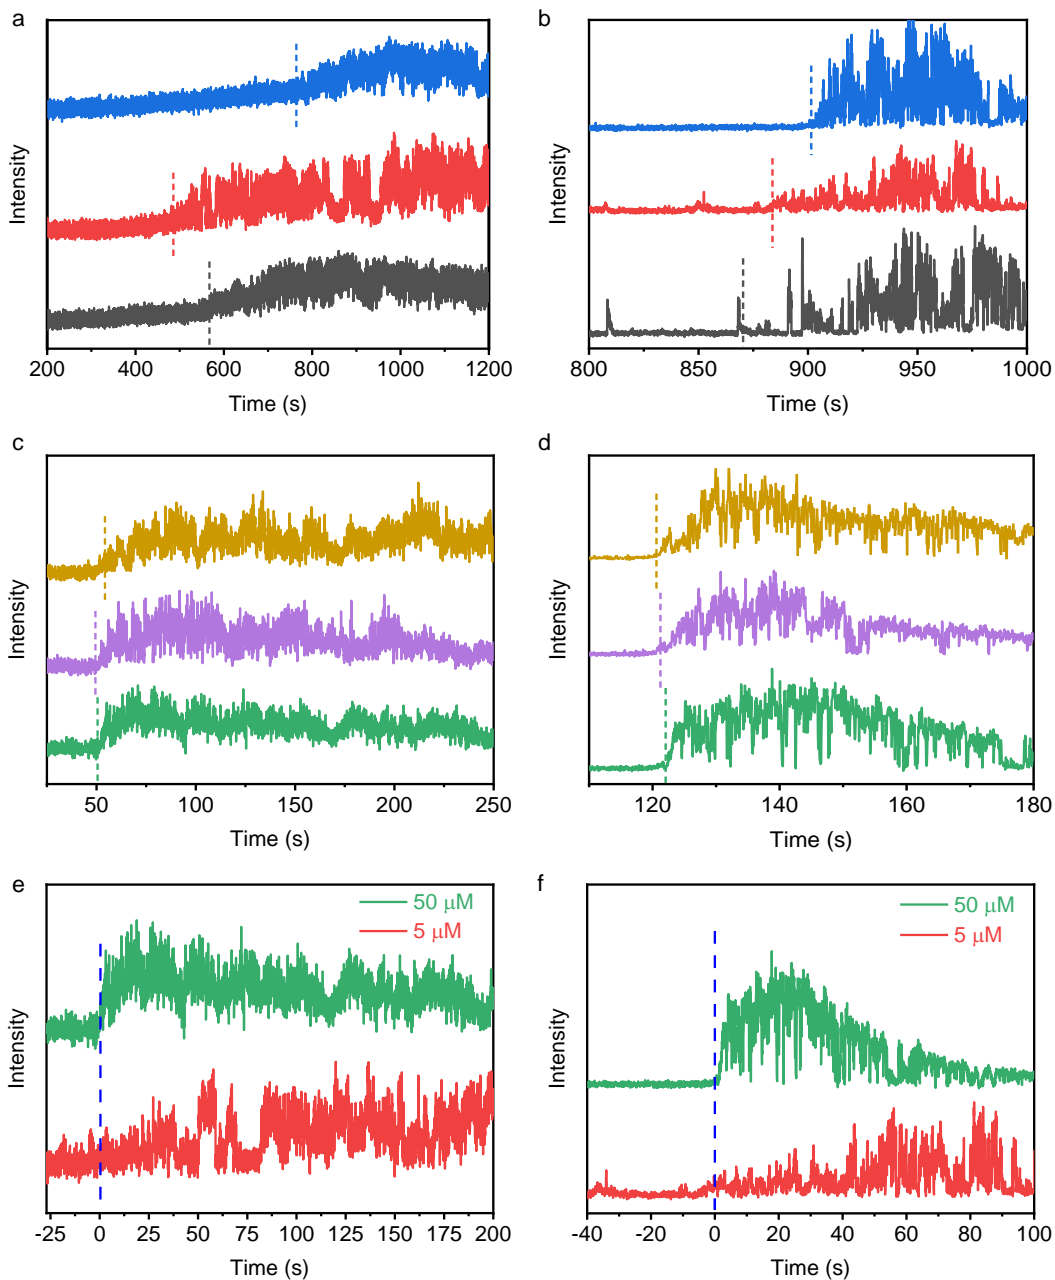 a
Intensity
200 400 600 800 1000 1200
Time (s)
b
Intensity
800 850 900 950 1000
Time (s)
c
Intensity
50 100 150 200 250
Time (s)
d
Intensity
120 140 160 180
Time (s)
e
50 μM
5 μM
Intensity
-25 0 25 50 75 100 125 150 175 200
Time (s)
f
50 μM
5 μM
Intensity
-40 -20 0 20 40 60 80 100
Time (s)